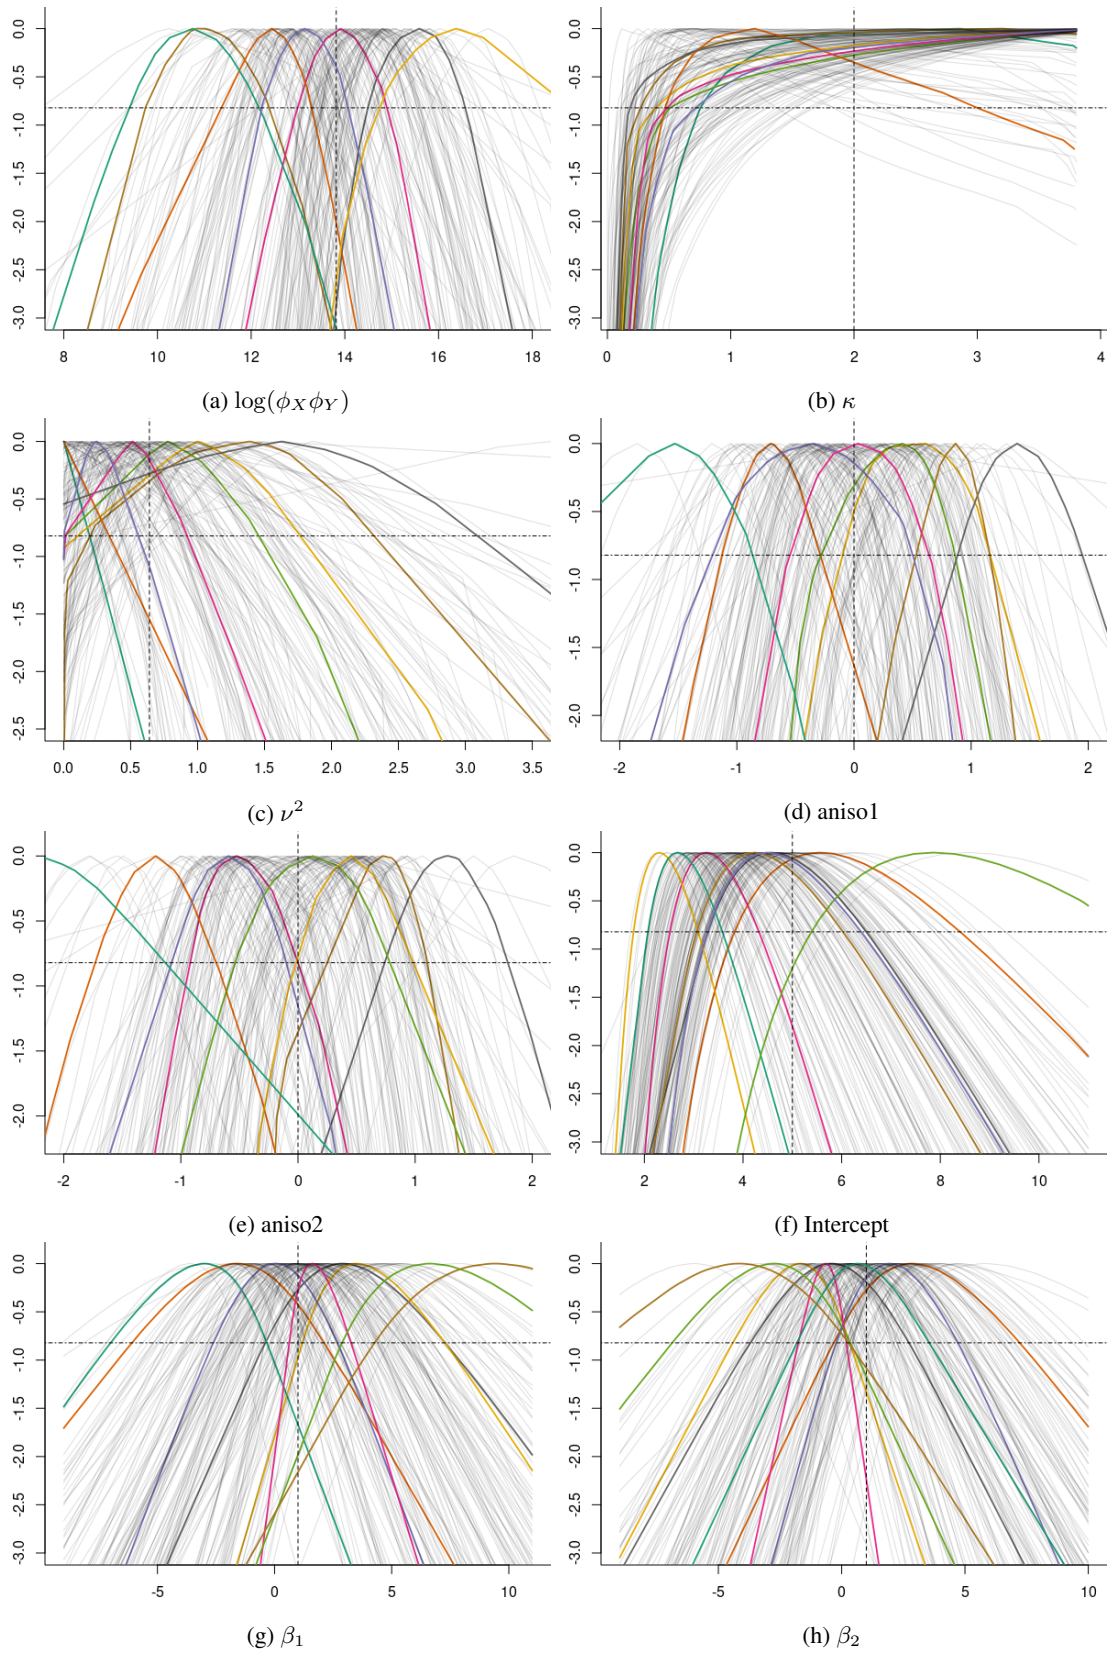 0.0 -0.5 -1.0 -1.5 -2.0 -2.5 -3.0
8 10 12 14 16 18
(a) log(ϕ_X ϕ_Y)
0.0 -0.5 -1.0 -1.5 -2.0 -2.5 -3.0
0 1 2 3 4
(b) κ
0.0 -0.5 -1.0 -1.5 -2.0 -2.5
0.0 0.5 1.0 1.5 2.0 2.5 3.0 3.5
(c) ν²
0.0 -0.5 -1.0 -1.5 -2.0
-2 -1 0 1 2
(d) aniso1
0.0 -0.5 -1.0 -1.5 2.0
-2 -1 0 1 2
(e) aniso2
0.0 -0.5 -1.0 -1.5 -2.0 -2.5 -3.0
2 4 6 8 10
(f) Intercept
0.0 -0.5 -1.0 -1.5 -2.0 -2.5 -3.0
-5 0 5 10
(g) β₁
0.0 -0.5 -1.0 -1.5 -2.0 -2.5 -3.0
-5 0 5 10
(h) β₂